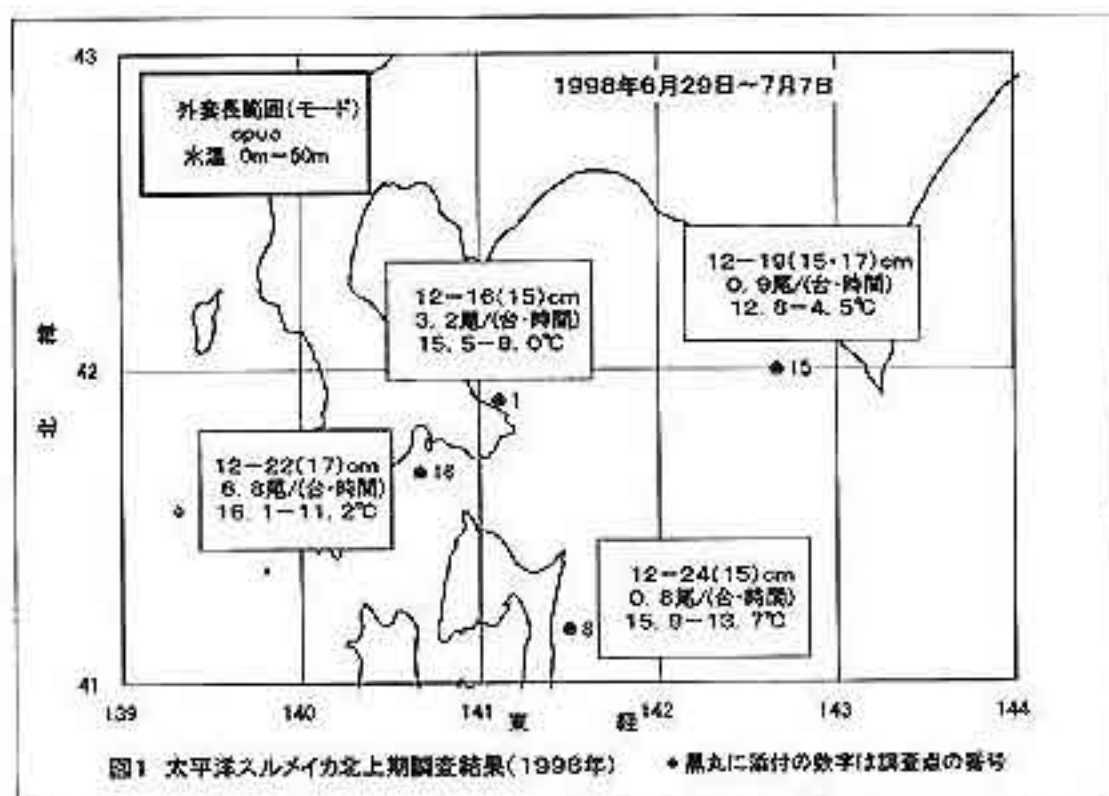 43
1998年6月29日～7月7日
外套長範囲(モード)
cpue
水温 0m－50m
12－19(15・17)cm
0.9尾/(台・時間)
12.8－4.5℃
12－16(15)cm
3.2尾/(台・時間)
15.5－9.0℃
42
15
1
北 緯
12－22(17)cm
6.8尾/(台・時間)
16.1－11.2℃
12－24(15)cm
0.8尾/(台・時間)
15.9－13.7℃
41
139 140 141 142 143 144
東 経
図1 太平洋スルメイカ北上期調査結果(1998年) ●黒丸に添付の数字は調査点の番号